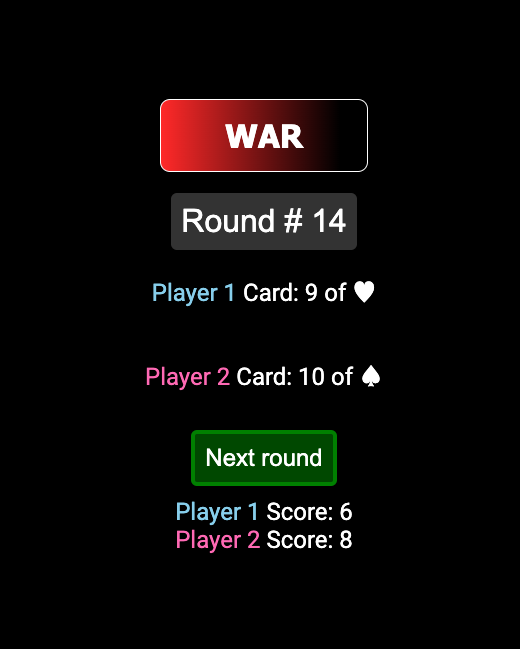 WAR
Round # 14
Player 1 Card: 9 of ♥
Player 2 Card: 10 of ♠
Next round
Player 1 Score: 6
Player 2 Score: 8